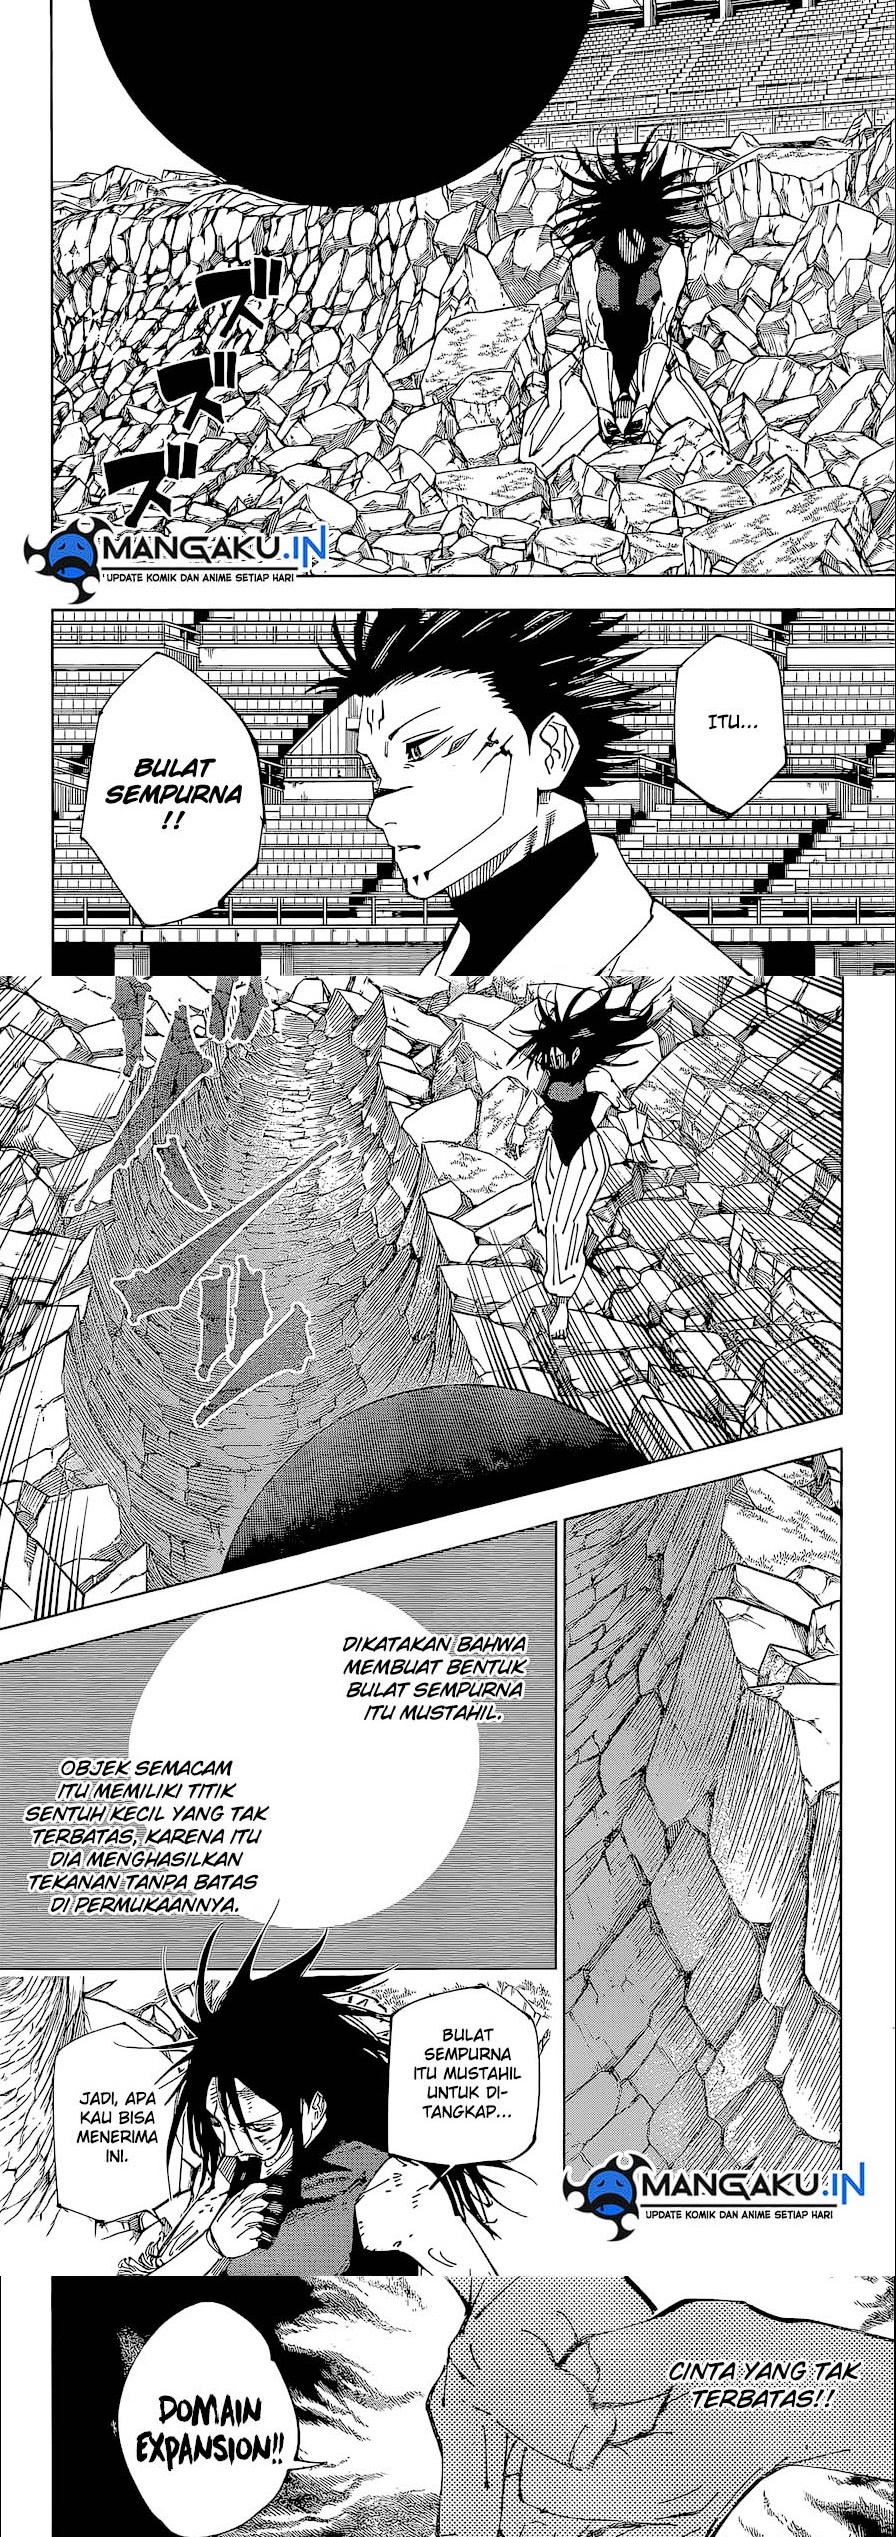 ズ
ズ
ズ
MANGAKU.IN
UPDATE KOMIK DAN ANIME SETIAP HARI
ITU...
BULAT
SEMPURNA
!!
DIKATAKAN BAHWA
MEMBUAT BENTUK
BULAT SEMPURNA
ITU MUSTAHIL.
OBJEK SEMACAM
ITU MEMILIKI TITIK
SENTUH KECIL YANG TAK
TERBATAS, KARENA ITU
DIA MENGHASILKAN
TEKANAN TANPA BATAS
DI PERMUKAANNYA.
BULAT
SEMPURNA
ITU MUSTAHIL
UNTUK DI-
TANGKAP...
JADI, APA
KAU BISA
MENERIMA
INI.
MANGAKU.IN
UPDATE KOMIK DAN ANIME SETIAP HARI
CINTA YANG TAK
TERBATAS!!
DOMAIN
EXPANSION!!